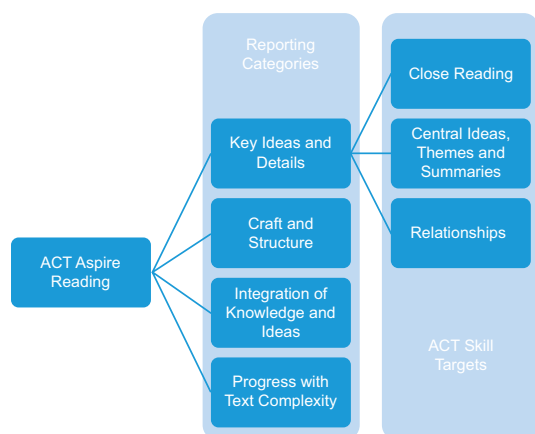 Reporting
Categories
Close Reading
Key Ideas and
Details
Central Ideas,
Themes and
Summaries
Craft and
Structure
Relationships
ACT Aspire
Reading
Integration of
Knowledge and
Ideas
ACT Skill
Targets
Progress with
Text Complexity